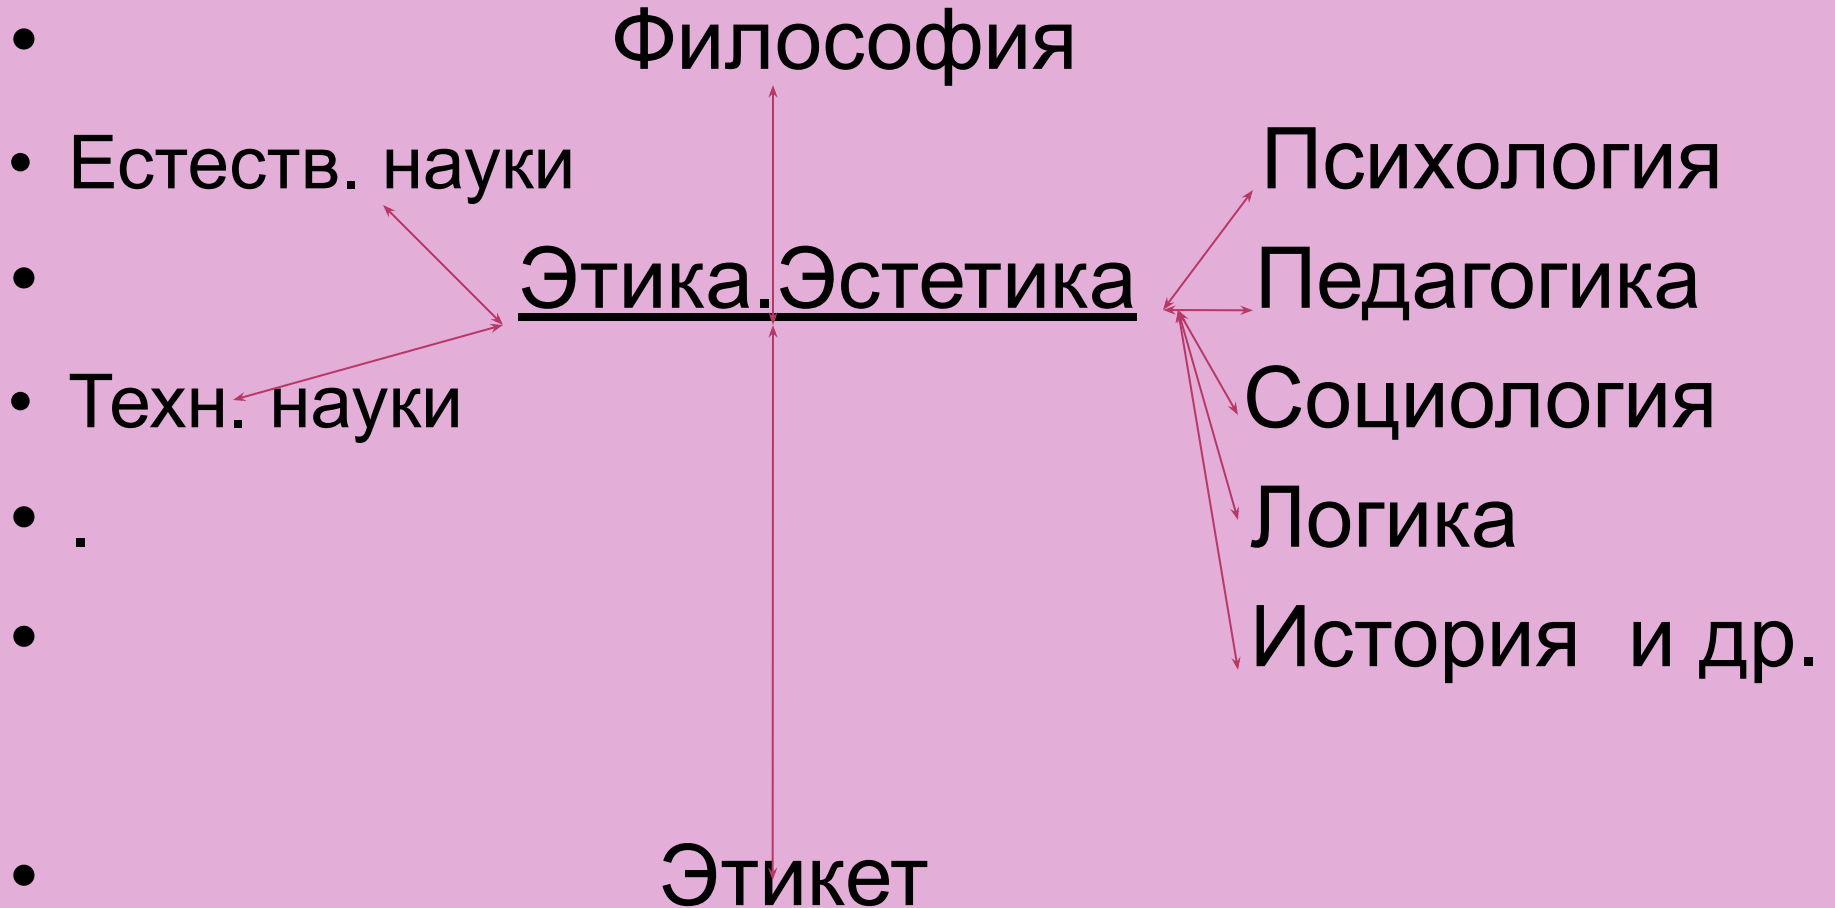 • Философия
• Естеств. науки Психология
• Этика.Эстетика Педагогика
• Техн. науки Социология
• . Логика
• История и др.
• Этикет